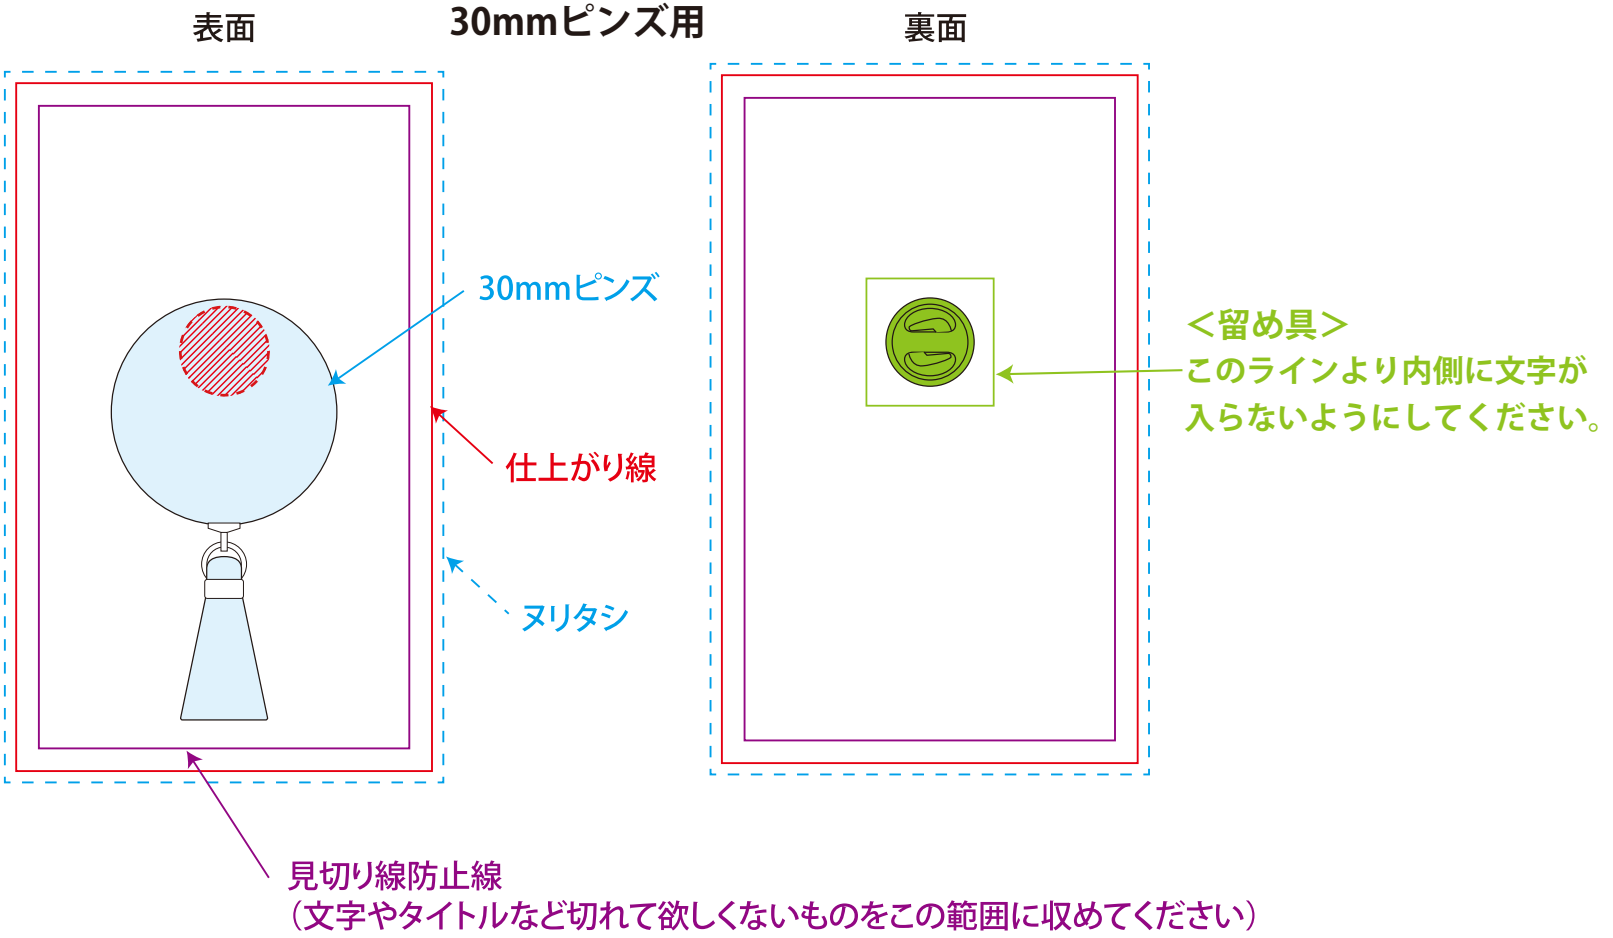 表面
30mmピンズ用
裏面
30mmピンズ
仕上がり線
ヌリタシ
＜留め具＞
このラインより内側に文字が
入らないようにしてください。
見切り線防止線
（文字やタイトルなど切れて欲しくないものをこの範囲に収めてください）